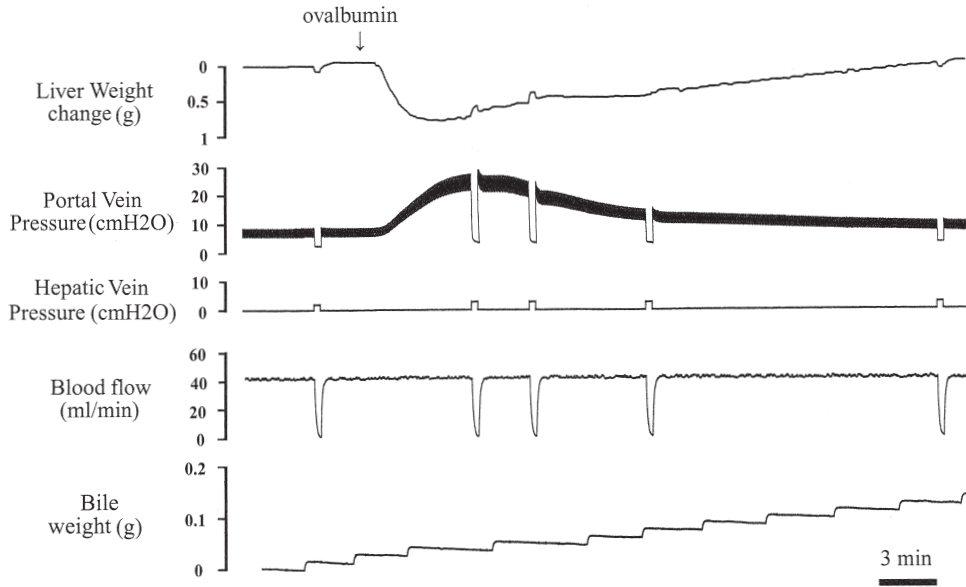 ovalbumin
↓
Liver Weight
change (g)
0
0.5
1
Portal Vein
Pressure (cmH2O)
30
20
10
0
Hepatic Vein
Pressure (cmH2O)
10
0
Blood flow
(ml/min)
60
40
20
0
Bile
weight (g)
0.2
0.1
0
3 min